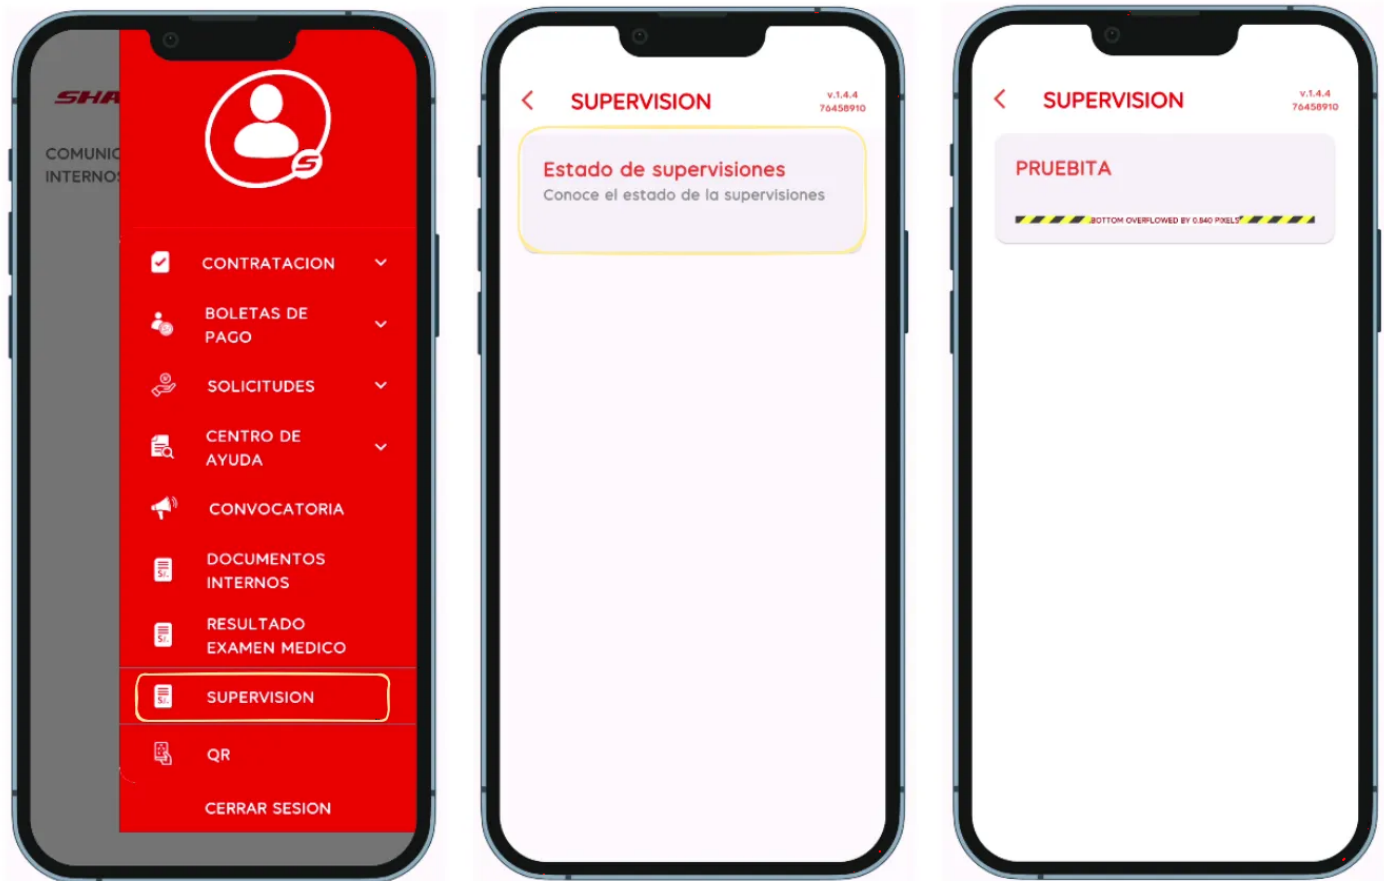 SHA
COMUNIC
INTERNOS
CONTRATACION
BOLETAS DE
PAGO
SOLICITUDES
CENTRO DE
AYUDA
CONVOCATORIA
DOCUMENTOS
INTERNOS
RESULTADO
EXAMEN MEDICO
SUPERVISION
QR
CERRAR SESION
SUPERVISION
v.1.4.4
76458910
Estado de supervisiones
Conoce el estado de la supervisiones
SUPERVISION
v.1.4.4
76458910
PRUEBITA
BOTTOM OVERFLOWED BY 0.840 PIXELS